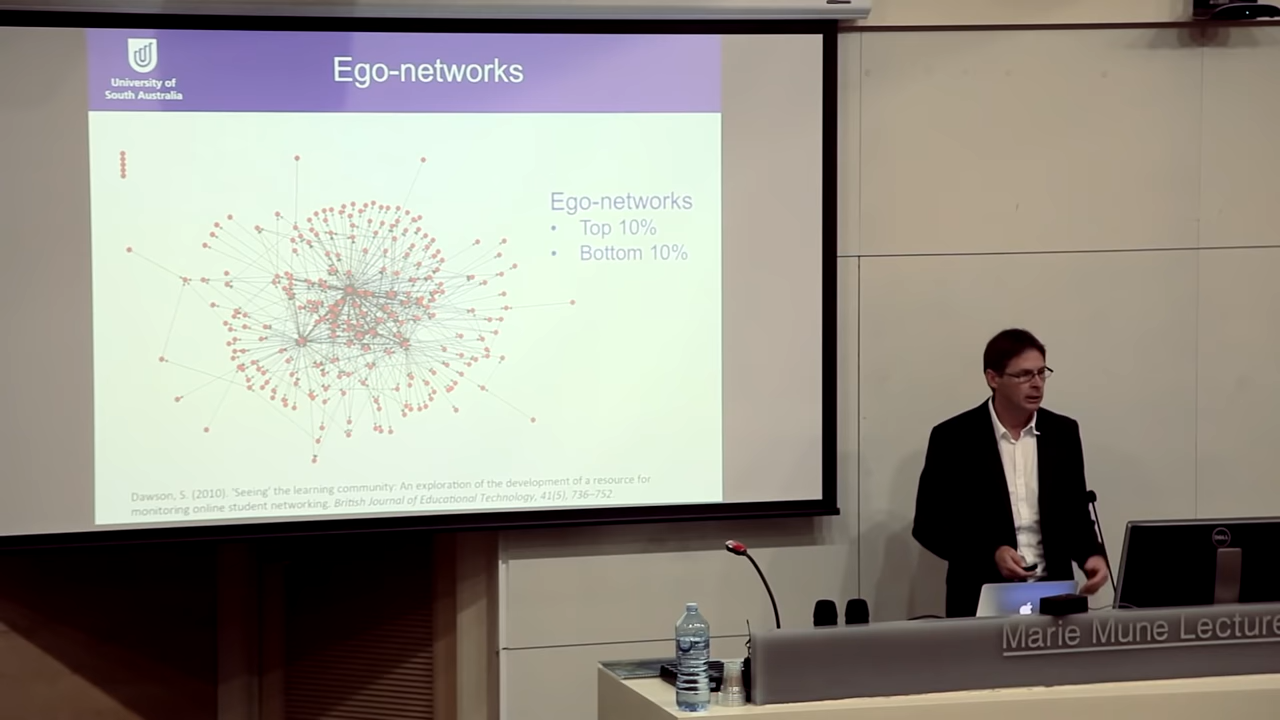 University of
South Australia
Ego-networks
Ego-networks
• Top 10%
• Bottom 10%
Dawson, S. (2010). 'Seeing' the learning community: An exploration of the development of a resource for
monitoring online student networking. British Journal of Educational Technology, 41(5), 736–752.
DELL
Marie Mune Lecture